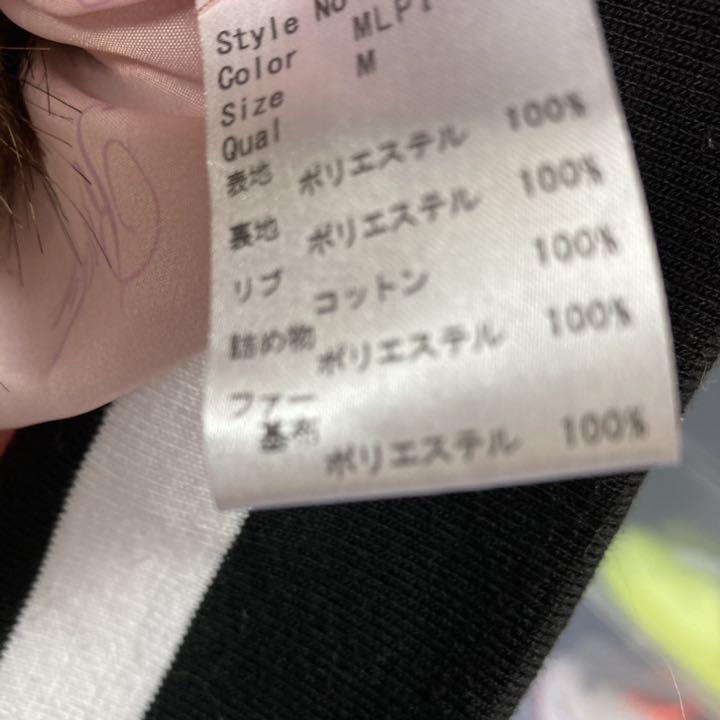 Style No
Color MLPI
Size M
Qual
表地 ポリエステル 100%
裏地 ポリエステル 100%
リブ コットン 100%
詰め物 ポリエステル 100%
ファー
基布 ポリエステル 100%